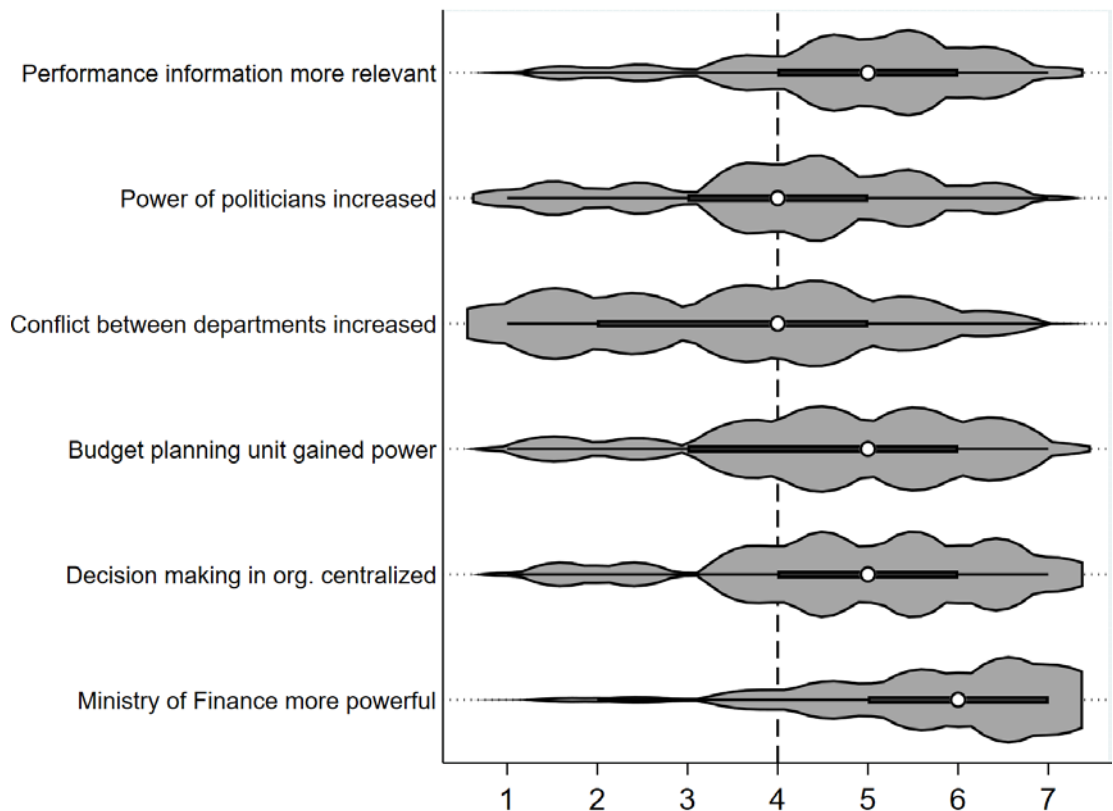 Performance information more relevant
Power of politicians increased
Conflict between departments increased
Budget planning unit gained power
Decision making in org. centralized
Ministry of Finance more powerful
1 2 3 4 5 6 7